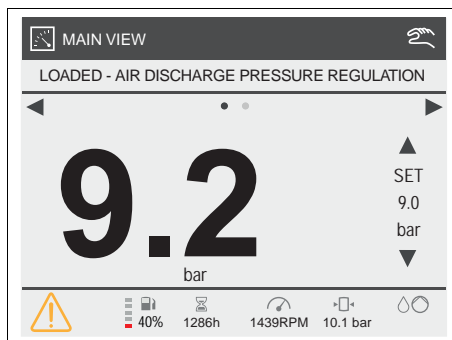 MAIN VIEW
LOADED - AIR DISCHARGE PRESSURE REGULATION
9.2
bar
SET
9.0
bar
40% 1286h 1439RPM 10.1 bar